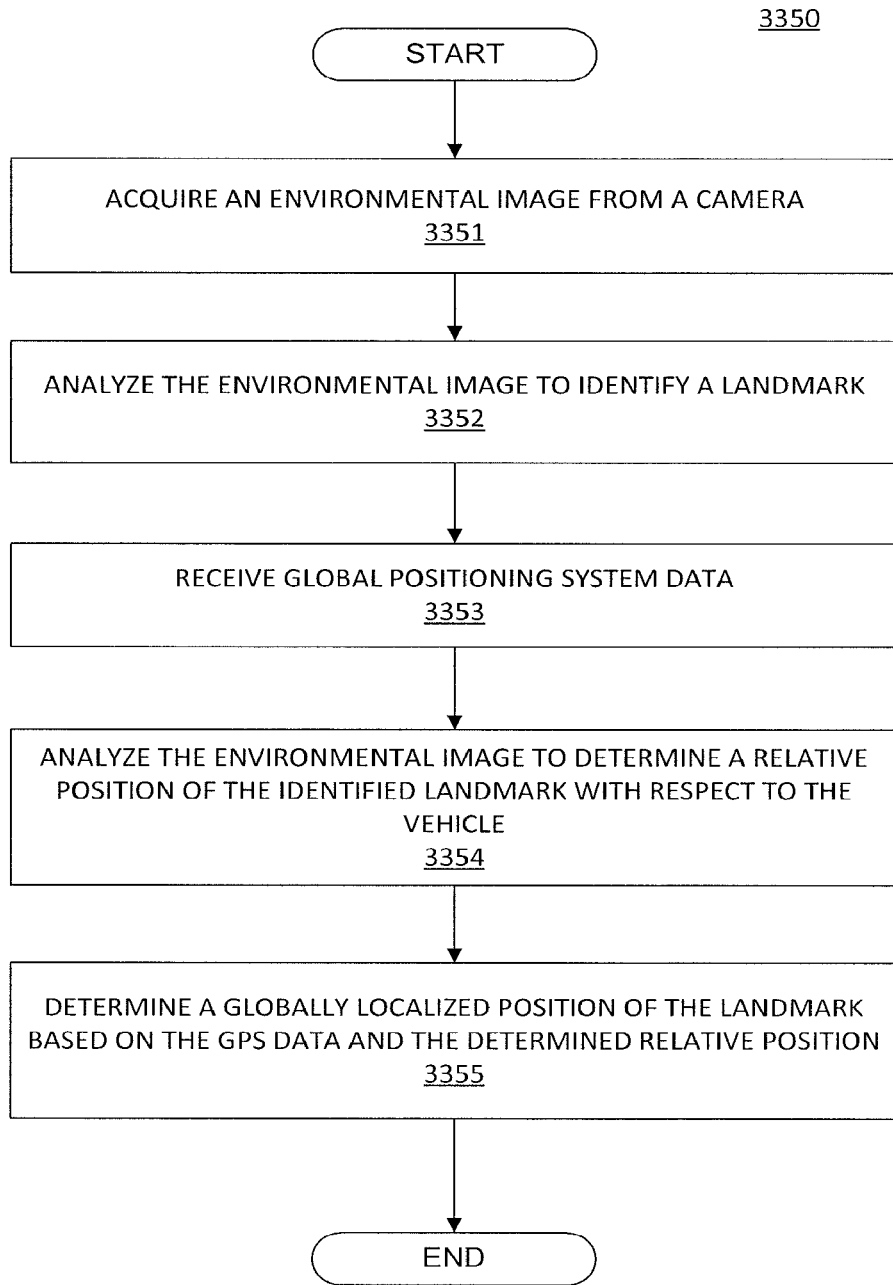 3350
START
ACQUIRE AN ENVIRONMENTAL IMAGE FROM A CAMERA
3351
ANALYZE THE ENVIRONMENTAL IMAGE TO IDENTIFY A LANDMARK
3352
RECEIVE GLOBAL POSITIONING SYSTEM DATA
3353
ANALYZE THE ENVIRONMENTAL IMAGE TO DETERMINE A RELATIVE
POSITION OF THE IDENTIFIED LANDMARK WITH RESPECT TO THE
VEHICLE
3354
DETERMINE A GLOBALLY LOCALIZED POSITION OF THE LANDMARK
BASED ON THE GPS DATA AND THE DETERMINED RELATIVE POSITION
3355
END